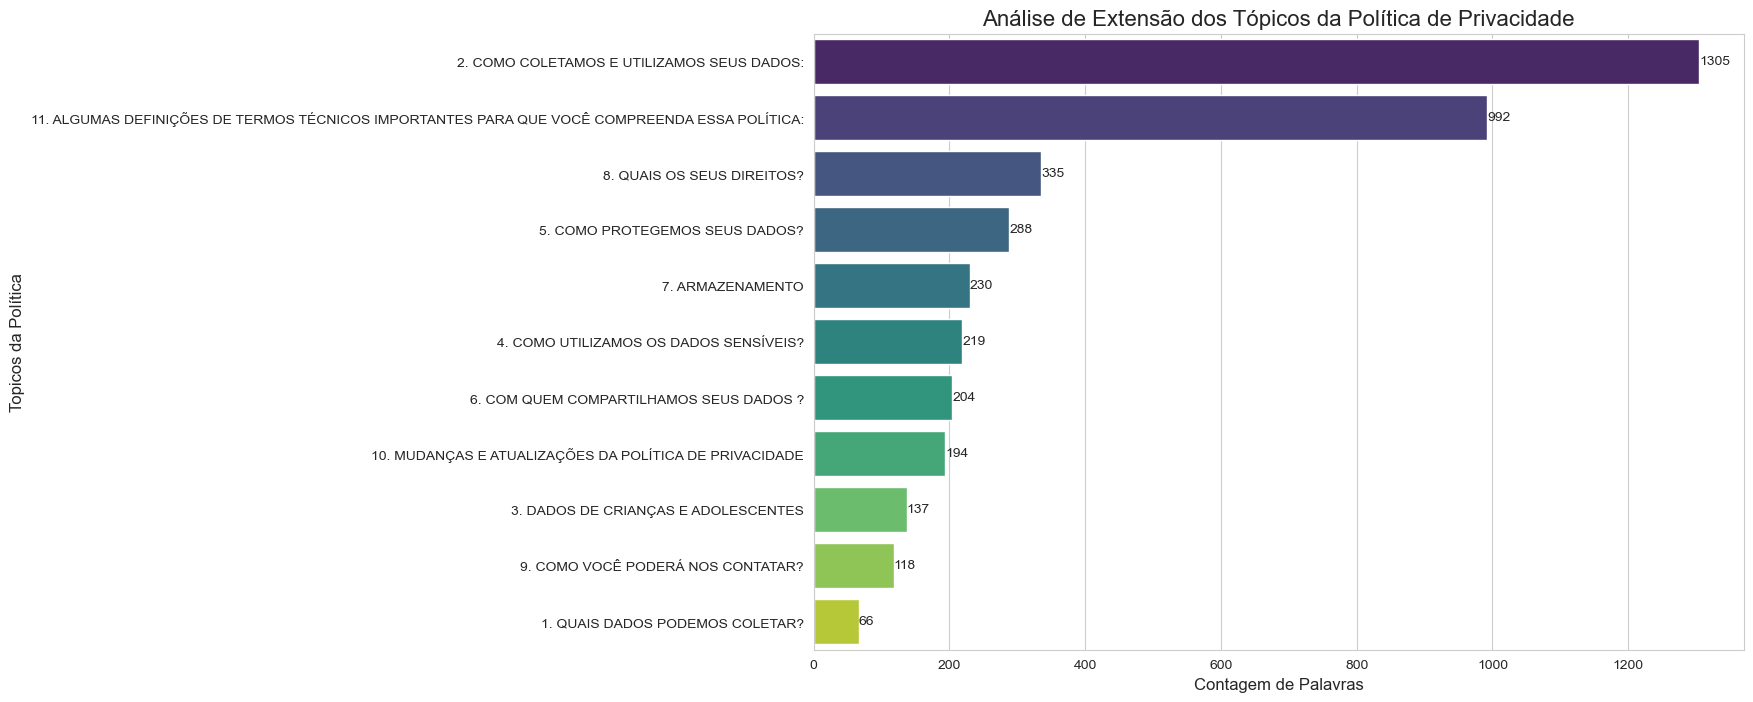 Análise de Extensão dos Tópicos da Política de Privacidade
2. COMO COLETAMOS E UTILIZAMOS SEUS DADOS:
1305
11. ALGUMAS DEFINIÇÕES DE TERMOS TÉCNICOS IMPORTANTES PARA QUE VOCÊ COMPREENDA ESSA POLÍTICA:
992
8. QUAIS OS SEUS DIREITOS?
335
5. COMO PROTEGEMOS SEUS DADOS?
288
7. ARMAZENAMENTO
230
4. COMO UTILIZAMOS OS DADOS SENSÍVEIS?
219
6. COM QUEM COMPARTILHAMOS SEUS DADOS ?
204
10. MUDANÇAS E ATUALIZAÇÕES DA POLÍTICA DE PRIVACIDADE
194
3. DADOS DE CRIANÇAS E ADOLESCENTES
137
9. COMO VOCÊ PODERÁ NOS CONTATAR?
118
1. QUAIS DADOS PODEMOS COLETAR?
66
Topicos da Política
0 200 400 600 800 1000 1200
Contagem de Palavras